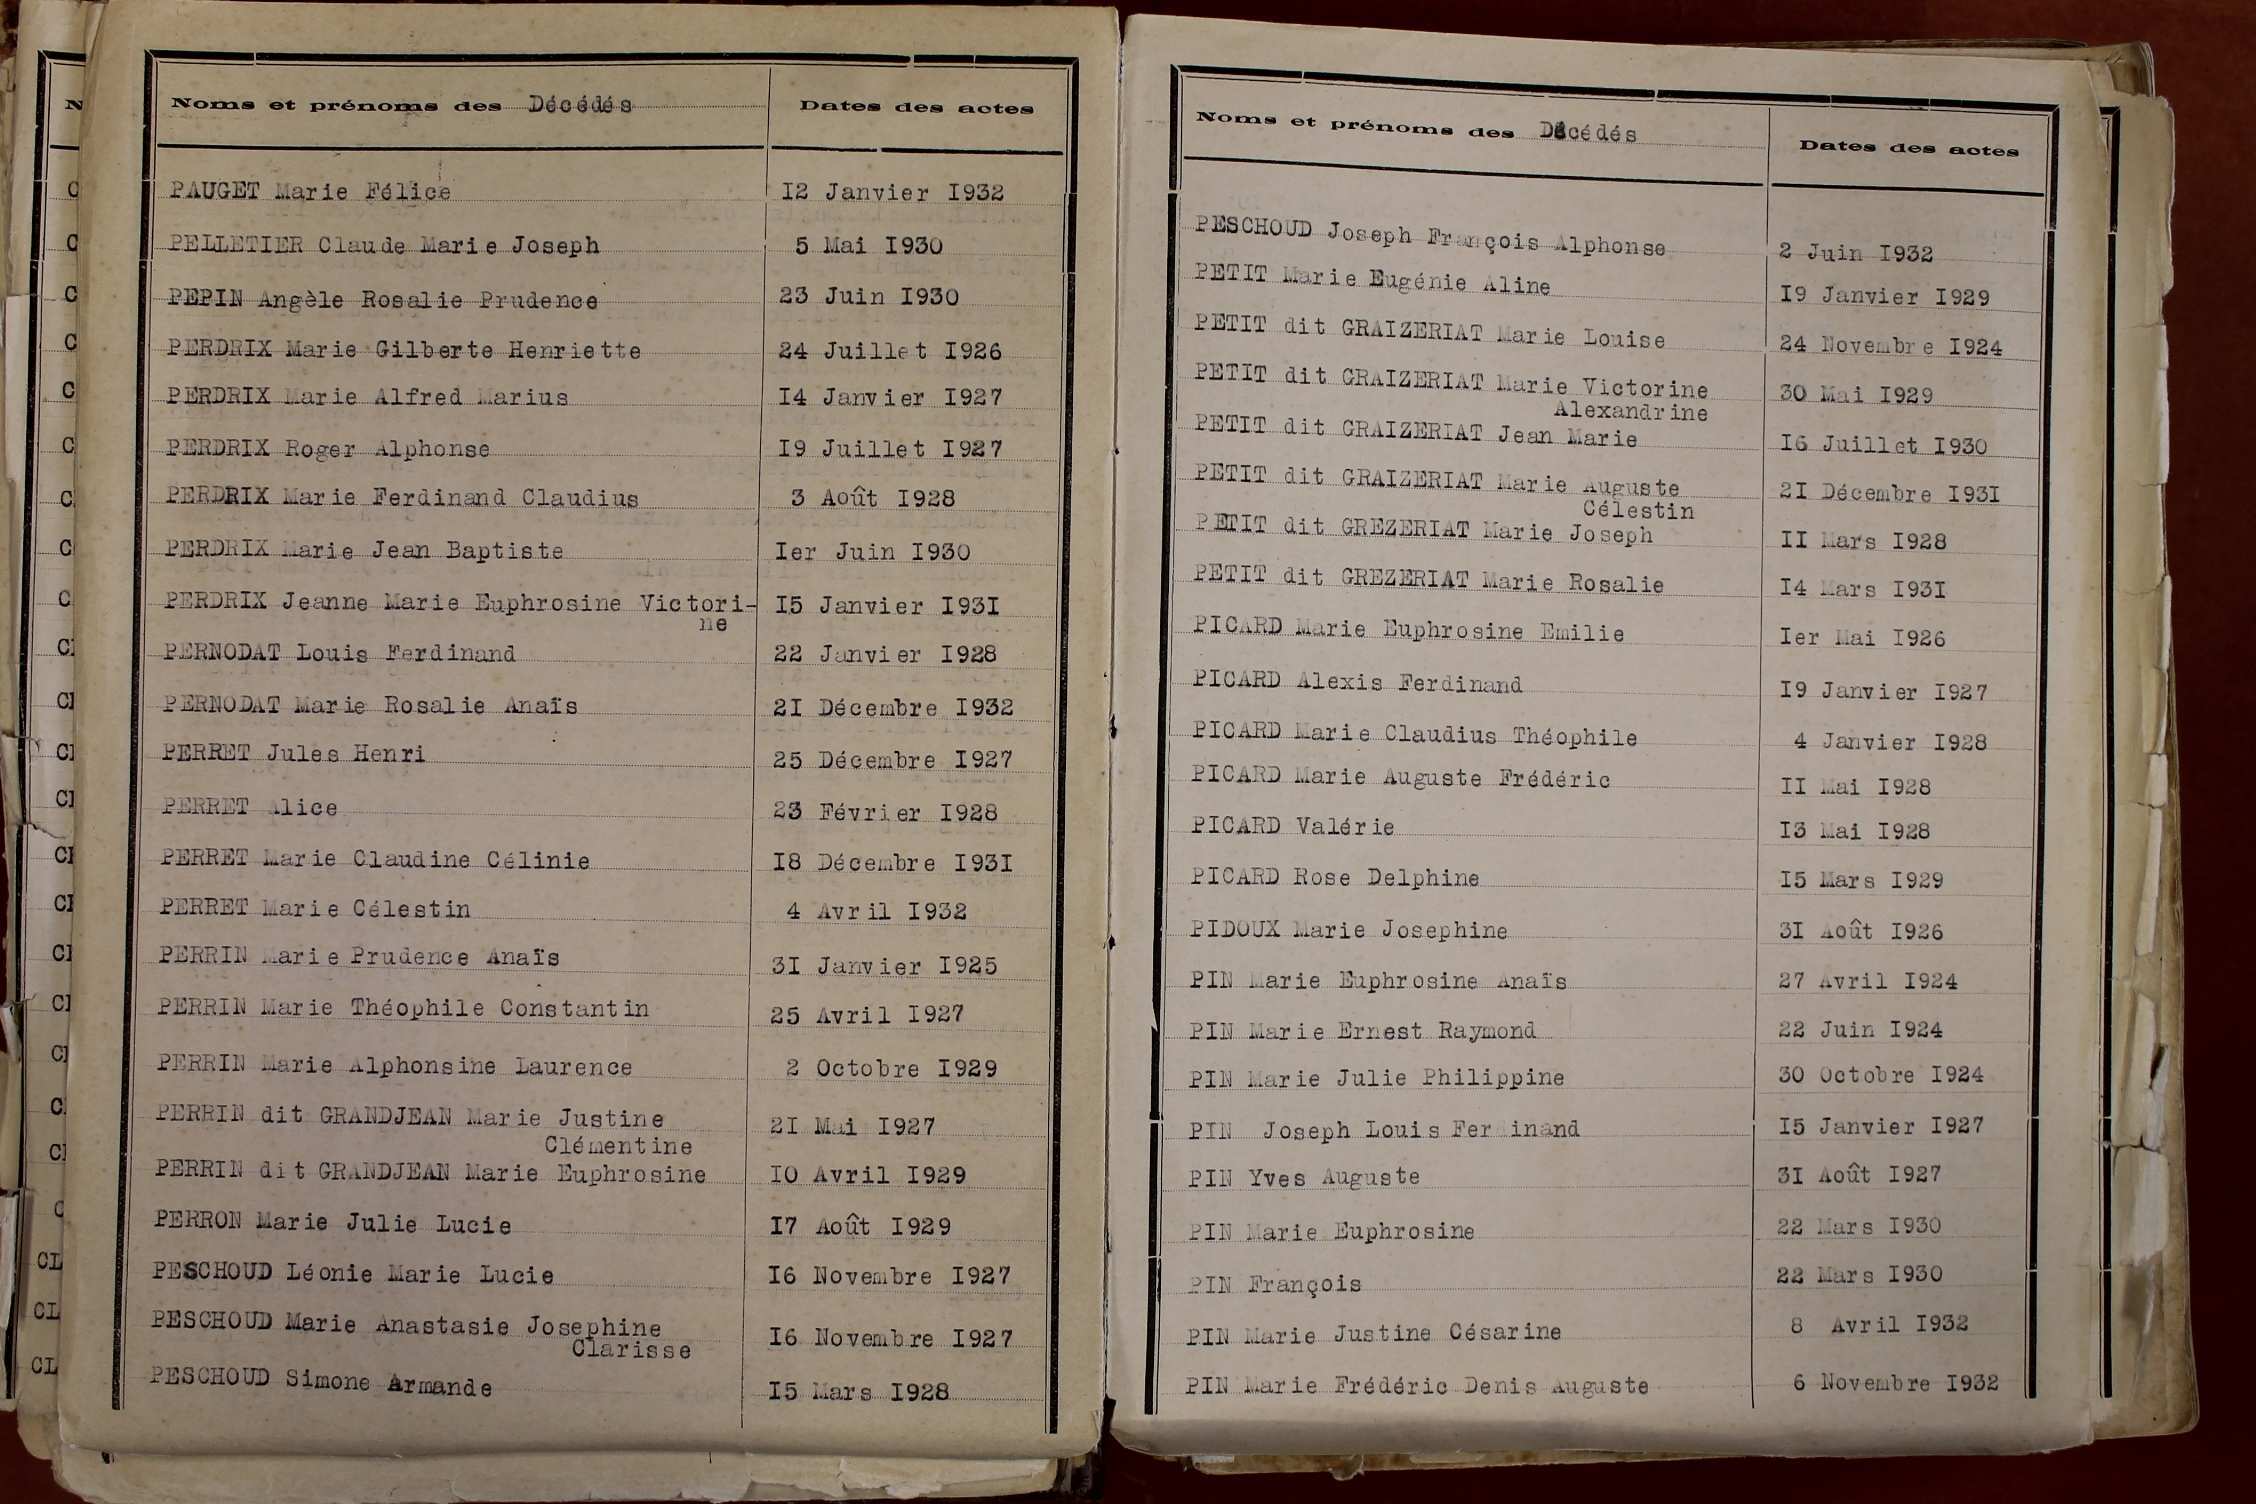 Noms et prénoms des Décédés Dates des actes
PAUGET Marie Félice I2 Janvier I932
PELLETIER Claude Marie Joseph 5 Mai I930
PEPIN Angèle Rosalie Prudence 23 Juin I930
PERDRIX Marie Gilberte Henriette 24 Juillet I926
PERDRIX Marie Alfred Marius I4 Janvier I927
PERDRIX Roger Alphonse I9 Juillet I927
PERDRIX Marie Ferdinand Claudius 3 Août I928
PERDRIX Marie Jean Baptiste Ier Juin I930
PERDRIX Jeanne Marie Euphrosine Victori- I5 Janvier I93I
ne
PERNODAT Louis Ferdinand 22 Janvier I928
PERNODAT Marie Rosalie Anaïs 2I Décembre I932
PERRET Jules Henri 25 Décembre I927
PERRET Alice 23 Février I928
PERRET Marie Claudine Célinie I8 Décembre I93I
PERRET Marie Célestin 4 Avril I932
PERRIN Marie Prudence Anaïs 3I Janvier I925
PERRIN Marie Théophile Constantin 25 Avril I927
PERRIN Marie Alphonsine Laurence 2 Octobre I929
PERRIN dit GRANDJEAN Marie Justine 2I Mai I927
Clémentine
PERRIN dit GRANDJEAN Marie Euphrosine IO Avril I929
PERRON Marie Julie Lucie I7 Août I929
PESCHOUD Léonie Marie Lucie I6 Novembre I927
PESCHOUD Marie Anastasie Josephine I6 Novembre I927
Clarisse
PESCHOUD Simone Armande I5 Mars I928
Noms et prénoms des Décédés Dates des actes
PESCHOUD Joseph François Alphonse 2 Juin I932
PETIT Marie Eugénie Aline I9 Janvier I929
PETIT dit GRAIZERIAT Marie Louise 24 Novembre I924
PETIT dit GRAIZERIAT Marie Victorine 30 Mai I929
Alexandrine
PETIT dit GRAIZERIAT Jean Marie I6 Juillet I930
PETIT dit GRAIZERIAT Marie Auguste 2I Décembre I93I
Célestin
PETIT dit GREZERIAT Marie Joseph II Mars I928
PETIT dit GREZERIAT Marie Rosalie I4 Mars I93I
PICARD Marie Euphrosine Emilie Ier Mai I926
PICARD Alexis Ferdinand I9 Janvier I927
PICARD Marie Claudius Théophile 4 Janvier I928
PICARD Marie Auguste Frédéric II Mai I928
PICARD Valérie I3 Mai I928
PICARD Rose Delphine I5 Mars I929
PIDOUX Marie Josephine 3I Août I926
PIN Marie Euphrosine Anaïs 27 Avril I924
PIN Marie Ernest Raymond 22 Juin I924
PIN Marie Julie Philippine 30 Octobre I924
PIN Joseph Louis Ferdinand I5 Janvier I927
PIN Yves Auguste 3I Août I927
PIN Marie Euphrosine 22 Mars I930
PIN François 22 Mars I930
PIN Marie Justine Césarine 8 Avril I932
PIN Marie Frédéric Denis Auguste 6 Novembre I932